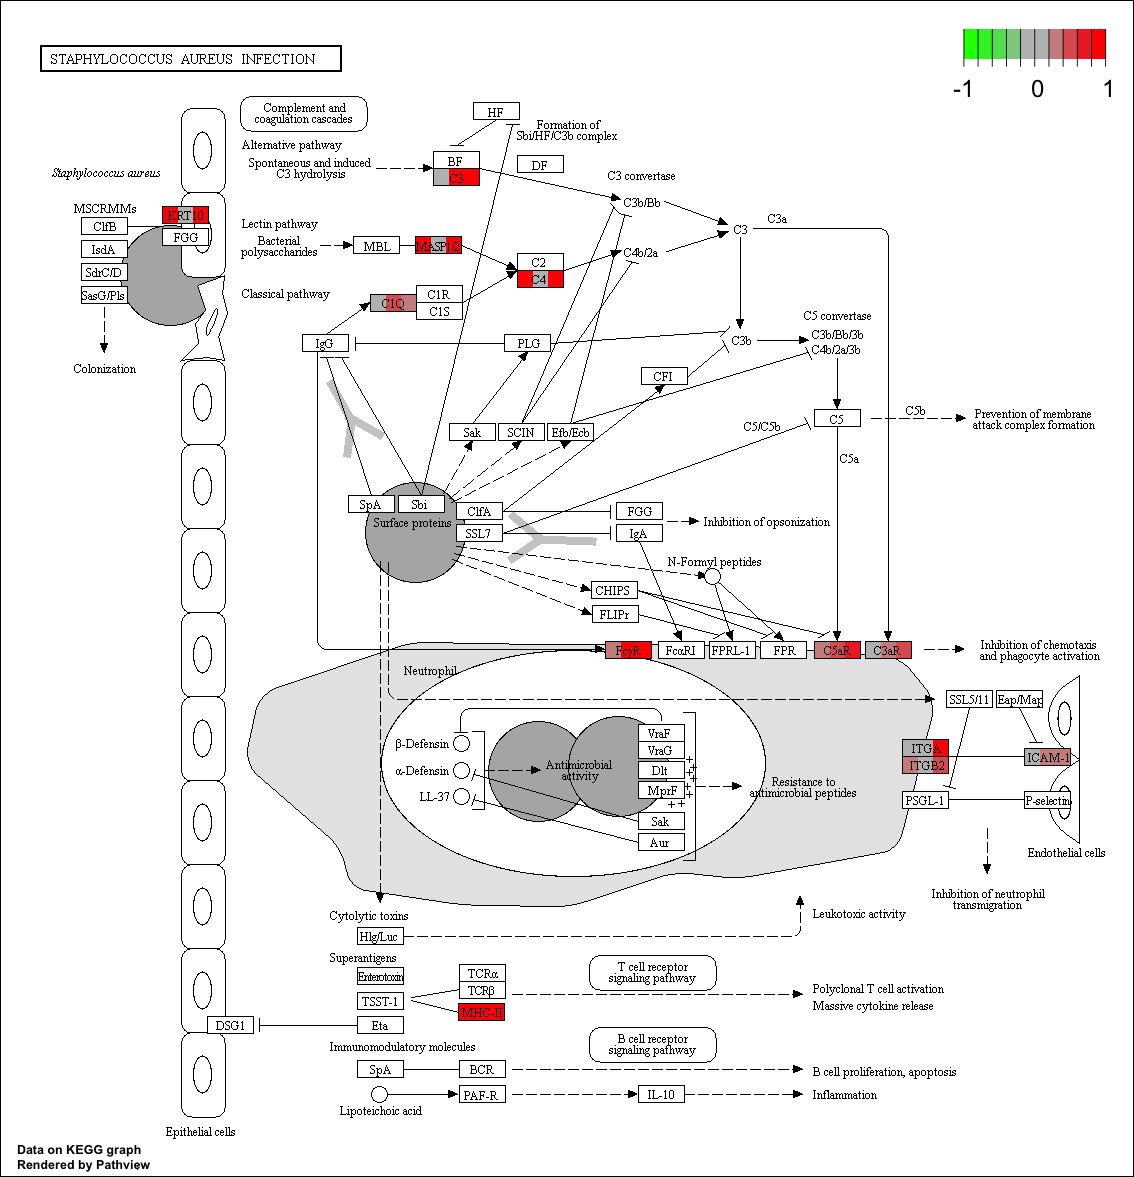 STAPHYLOCOCCUS AUREUS INFECTION
-1 0 1
Complement and
coagulation cascades
HF
Formation of
Sbi/HF/C3b complex
Alternative pathway
Spontaneous and induced
C3 hydrolysis
BF
C3
DF
C3 convertase
C3b/Bb
C3
C3a
Staphylococcus aureus
MSCRMMs
KRT10
ClfB
FGG
IsdA
SdrC/D
SasG/Pls
Colonization
Lectin pathway
Bacterial
polysaccharides
MBL
MASP1/2
C2
C4
C4b/2a
Classical pathway
C1Q
C1R
C1S
C5 convertase
C3b/Bb/3b
C4b/2a/3b
IgG
PLG
C3b
CFI
Sak
SCIN
Efb/Ecb
C5/C5b
C5
C5b
Prevention of membrane
attack complex formation
C5a
SpA
Sbi
Surface proteins
ClfA
SSL7
FGG
IgA
Inhibition of opsonization
N-Formyl peptides
CHIPS
FLIPr
FcγR
FcαRI
FPRL-1
FPR
C5aR
C3aR
Inhibition of chemotaxis
and phagocyte activation
Neutrophil
SSL5/11
Eap/Map
β-Defensin
α-Defensin
LL-37
Antimicrobial
activity
VraF
VraG
Dlt
MprF
Sak
Aur
+
+
+
+
+
+ +
Resistance to
antimicrobial peptides
ITGA
ITGB2
ICAM-1
PSGL-1
P-selectin
Endothelial cells
Inhibition of neutrophil
transmigration
Cytolytic toxins
Hlg/Luc
Leukotoxic activity
Superantigens
Enterotoxin
TSST-1
TCRα
TCRβ
MHC-II
T cell receptor
signaling pathway
Polyclonal T cell activation
Massive cytokine release
DSG1
Eta
Immunomodulatory molecules
B cell receptor
signaling pathway
SpA
BCR
B cell proliferation, apoptosis
Lipoteichoic acid
PAF-R
IL-10
Inflammation
Epithelial cells
Data on KEGG graph
Rendered by Pathview